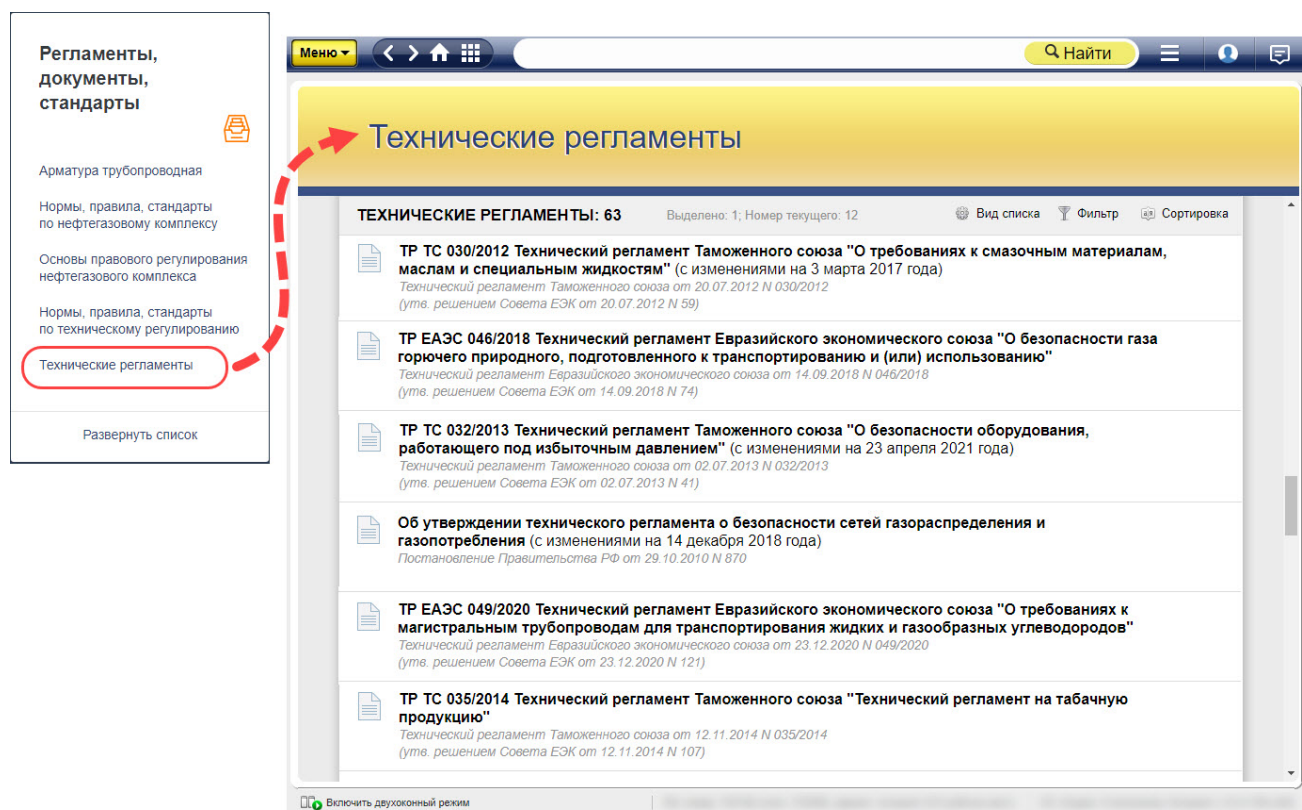 Регламенты,
документы,
стандарты
Арматура трубопроводная
Нормы, правила, стандарты
по нефтегазовому комплексу
Основы правового регулирования
нефтегазового комплекса
Нормы, правила, стандарты
по техническому регулированию
Технические регламенты
Развернуть список
Меню
Найти
Технические регламенты
ТЕХНИЧЕСКИЕ РЕГЛАМЕНТЫ: 63 Выделено: 1; Номер текущего: 12 Вид списка Фильтр Сортировка
ТР ТС 030/2012 Технический регламент Таможенного союза "О требованиях к смазочным материалам,
маслам и специальным жидкостям" (с изменениями на 3 марта 2017 года)
Технический регламент Таможенного союза от 20.07.2012 N 030/2012
(утв. решением Совета ЕЭК от 20.07.2012 N 59)
ТР ЕАЭС 046/2018 Технический регламент Евразийского экономического союза "О безопасности газа
горючего природного, подготовленного к транспортированию и (или) использованию"
Технический регламент Евразийского экономического союза от 14.09.2018 N 046/2018
(утв. решением Совета ЕЭК от 14.09.2018 N 74)
ТР ТС 032/2013 Технический регламент Таможенного союза "О безопасности оборудования,
работающего под избыточным давлением" (с изменениями на 23 апреля 2021 года)
Технический регламент Таможенного союза от 02.07.2013 N 032/2013
(утв. решением Совета ЕЭК от 02.07.2013 N 41)
Об утверждении технического регламента о безопасности сетей газораспределения и
газопотребления (с изменениями на 14 декабря 2018 года)
Постановление Правительства РФ от 29.10.2010 N 870
ТР ЕАЭС 049/2020 Технический регламент Евразийского экономического союза "О требованиях к
магистральным трубопроводам для транспортирования жидких и газообразных углеводородов"
Технический регламент Евразийского экономического союза от 23.12.2020 N 049/2020
(утв. решением Совета ЕЭК от 23.12.2020 N 121)
ТР ТС 035/2014 Технический регламент Таможенного союза "Технический регламент на табачную
продукцию"
Технический регламент Таможенного союза от 12.11.2014 N 035/2014
(утв. решением Совета ЕЭК от 12.11.2014 N 107)
Включить двухоконный режим